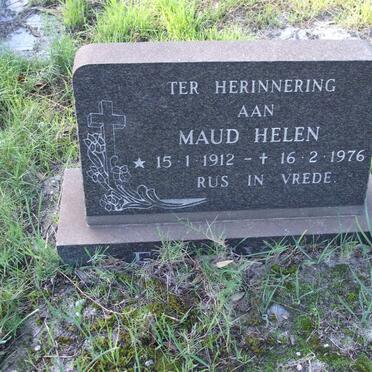 TER HERINNERING
AAN
MAUD HELEN
★ 15·1·1912 - ✝ 16·2·1976
RUS IN VREDE.